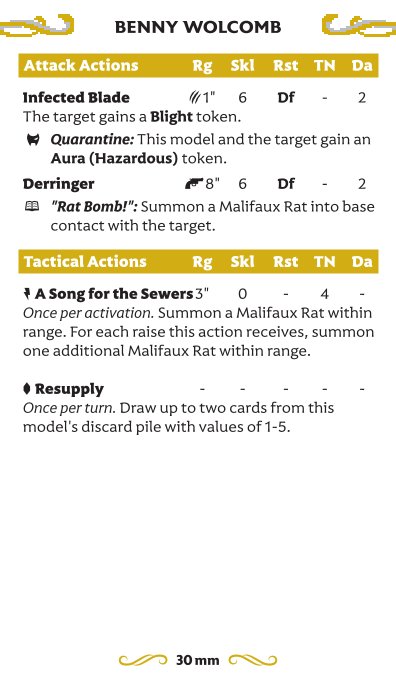 BENNY WOLCOMB
Attack Actions Rg Skl Rst TN Da
Infected Blade 1" 6 Df - 2
The target gains a Blight token.
Quarantine: This model and the target gain an
Aura (Hazardous) token.
Derringer 8" 6 Df - 2
"Rat Bomb!": Summon a Malifaux Rat into base
contact with the target.
Tactical Actions Rg Skl Rst TN Da
A Song for the Sewers 3" 0 - 4 -
Once per activation. Summon a Malifaux Rat within
range. For each raise this action receives, summon
one additional Malifaux Rat within range.
Resupply - - - - -
Once per turn. Draw up to two cards from this
model's discard pile with values of 1-5.
30 mm